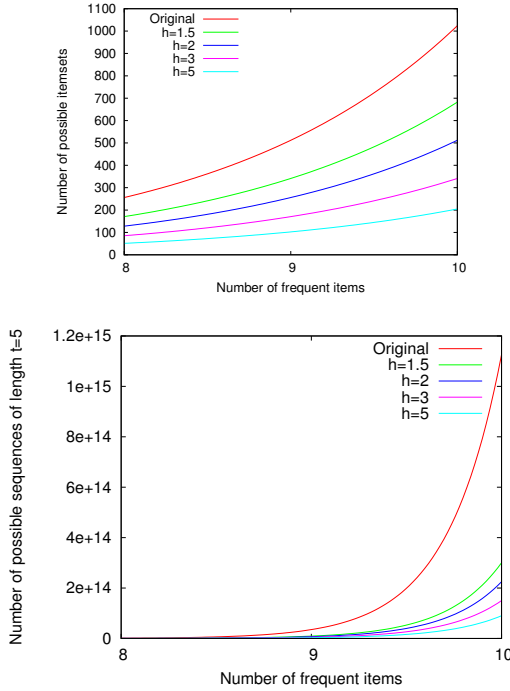 1100
1000
900
800
700
600
500
400
300
200
100
0
Number of possible itemsets
Original
h=1.5
h=2
h=3
h=5
8 9 10
Number of frequent items
1.2e+15
1e+15
8e+14
6e+14
4e+14
2e+14
0
Number of possible sequences of length t=5
Original
h=1.5
h=2
h=3
h=5
8 9 10
Number of frequent items